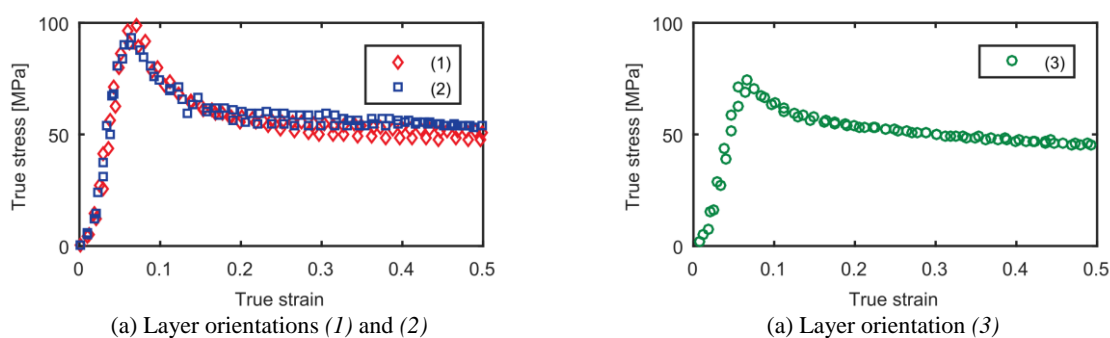 100
50
0
True stress [MPa]
(1)
(2)
0 0.1 0.2 0.3 0.4 0.5
True strain
(a) Layer orientations (1) and (2)
100
50
0
True stress [MPa]
(3)
0 0.1 0.2 0.3 0.4 0.5
True strain
(a) Layer orientation (3)